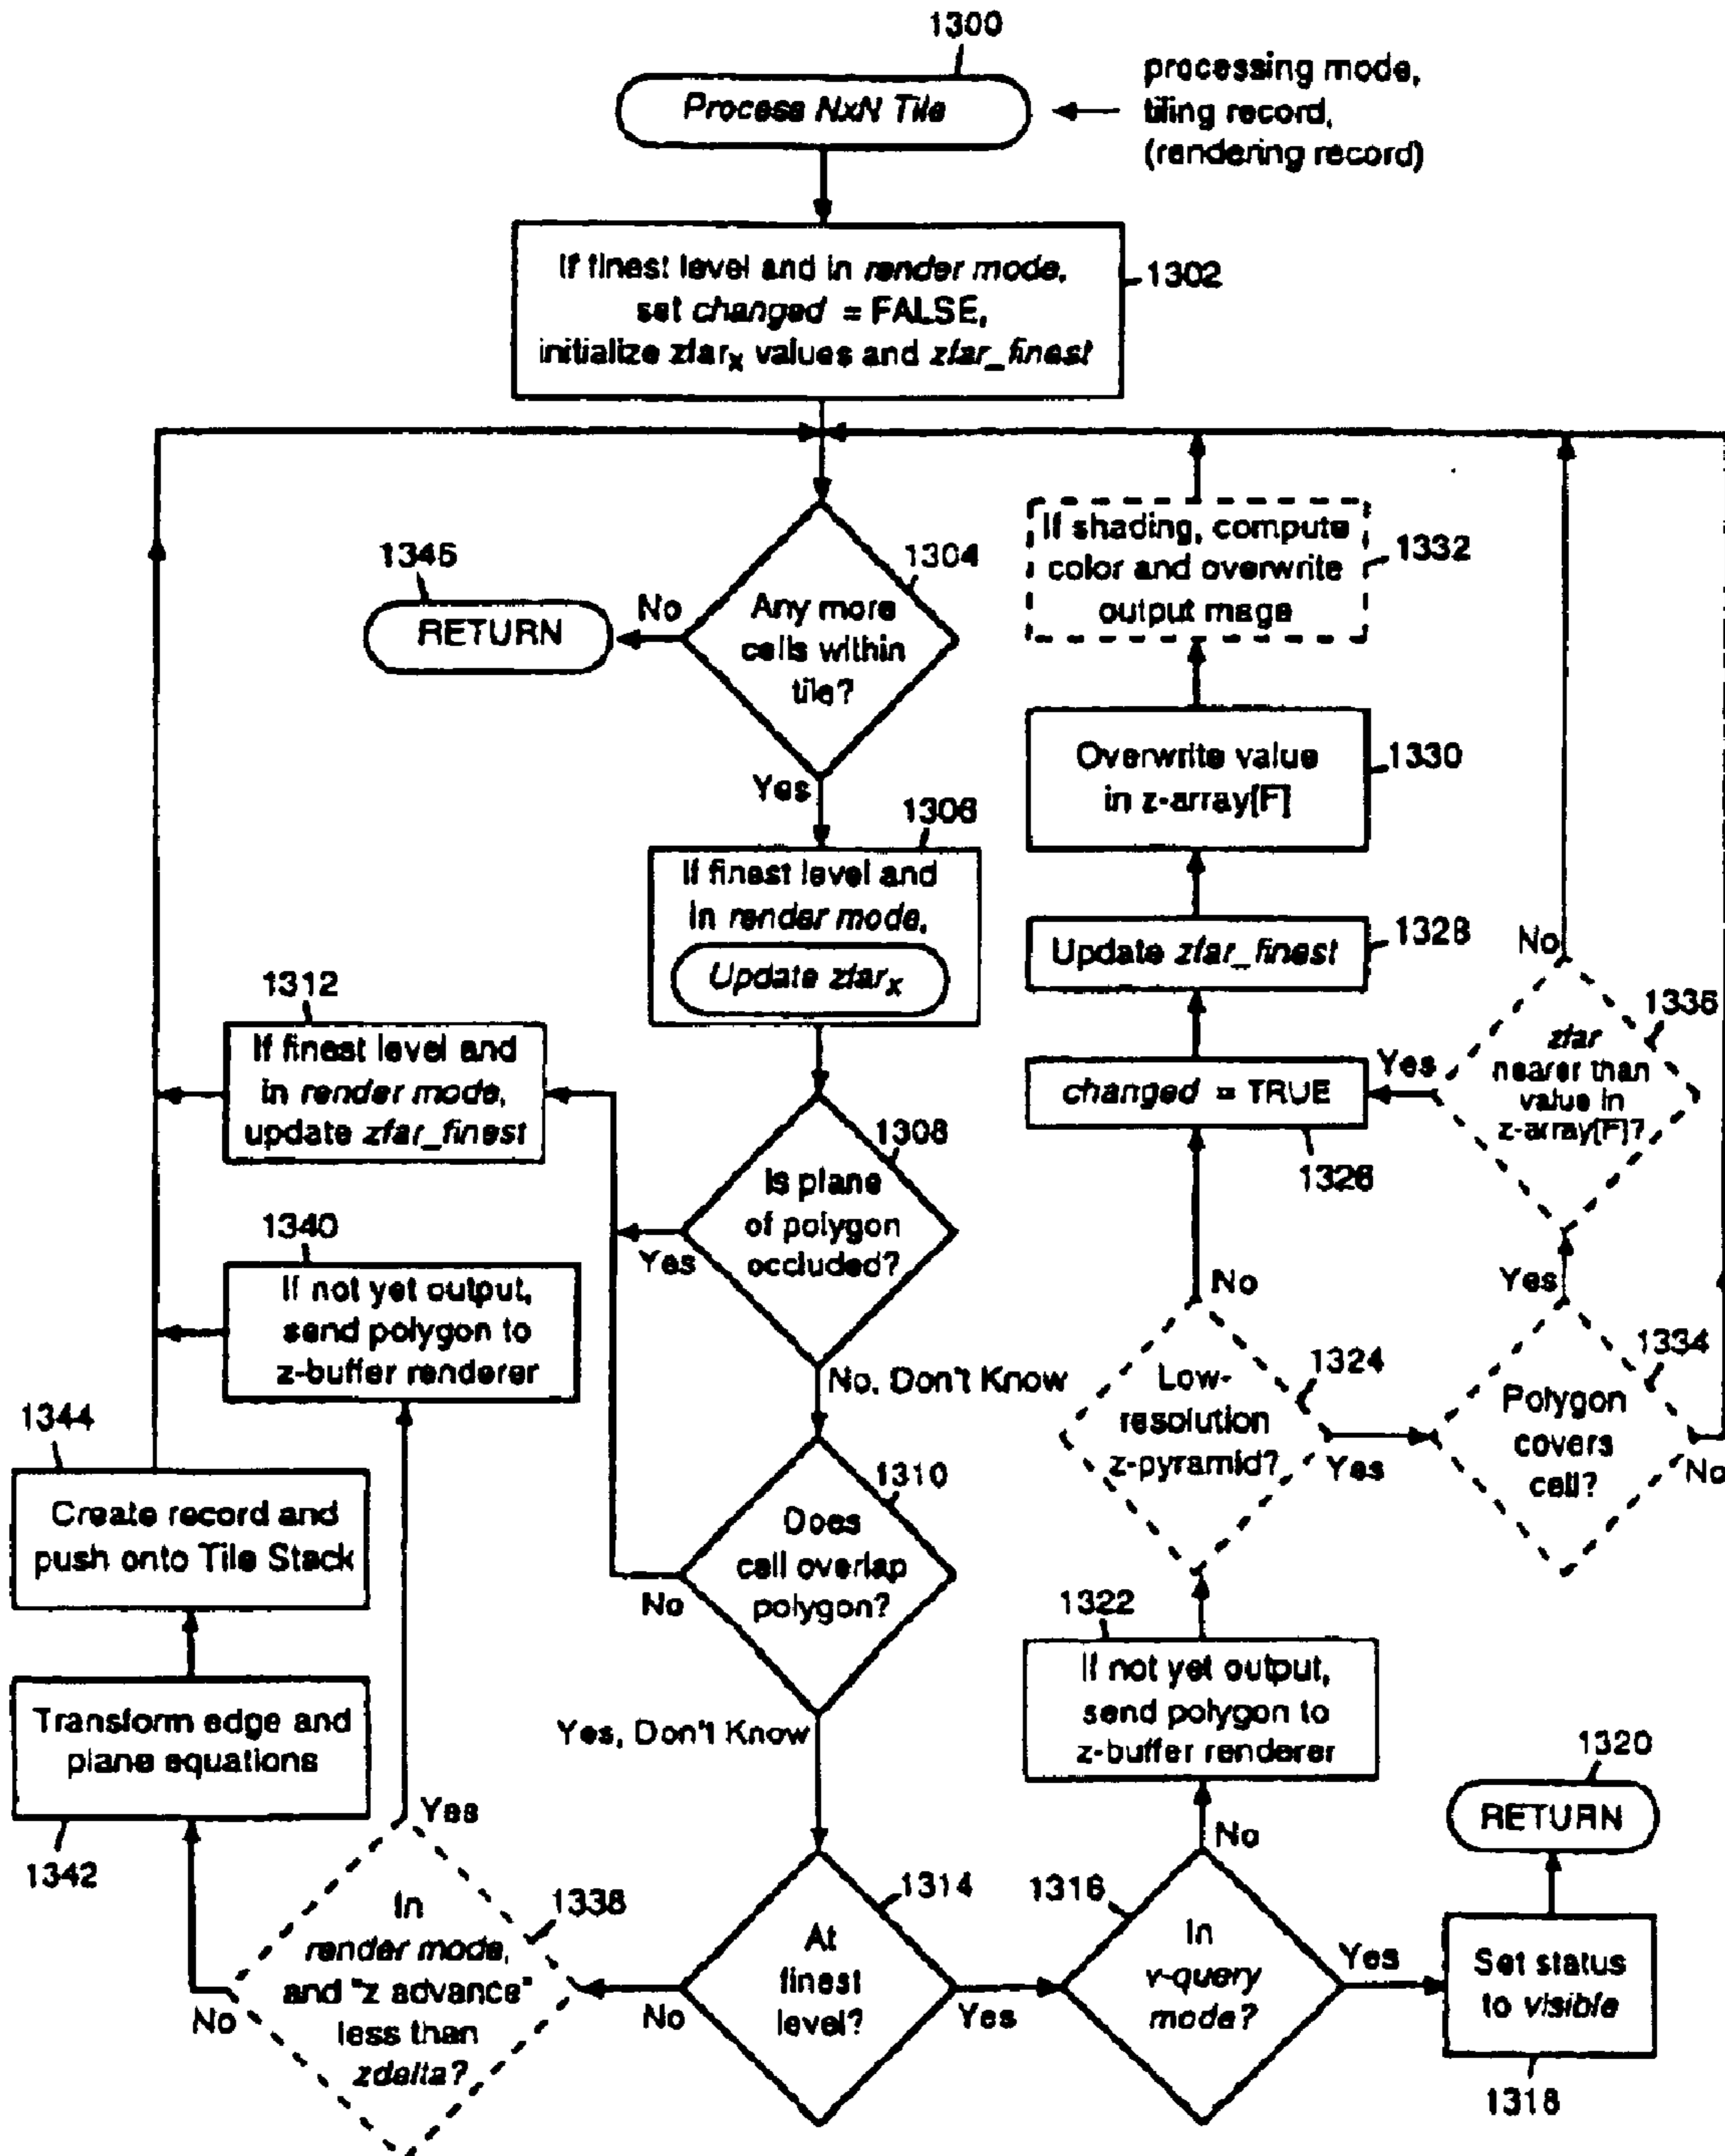 1300
Process NxN Tile
processing mode,
tiling record,
(rendering record)
If finest level and in render mode,
set changed = FALSE,
initialize zfarx values and zfar_finest
1302
1346
RETURN
No
1304
Any more
cells within
tile?
Yes
If shading, compute
color and overwrite
output mage
1332
Overwrite value
in z-array[F]
1330
1306
If finest level and
in render mode,
Update zfarx
Update zfar_finest
1328
No
1336
zfar
nearer than
value in
z-array[F]?
Yes
changed = TRUE
1326
1312
If finest level and
in render mode,
update zfar_finest
1308
Is plane
of polygon
occluded?
Yes
No, Don't Know
1340
If not yet output,
send polygon to
z-buffer renderer
No
Yes
1324
Low-
resolution
z-pyramid?
Yes
1334
Polygon
covers
cell?
No
1344
Create record and
push onto Tile Stack
1310
Does
cell overlap
polygon?
No
Yes, Don't Know
1322
If not yet output,
send polygon to
z-buffer renderer
Transform edge and
plane equations
1342
Yes
No
1320
RETURN
1338
In
render mode,
and "z advance"
less than
zdelta?
No
1314
At
finest
level?
No
Yes
1316
In
v-query
mode?
Yes
Set status
to visible
1318